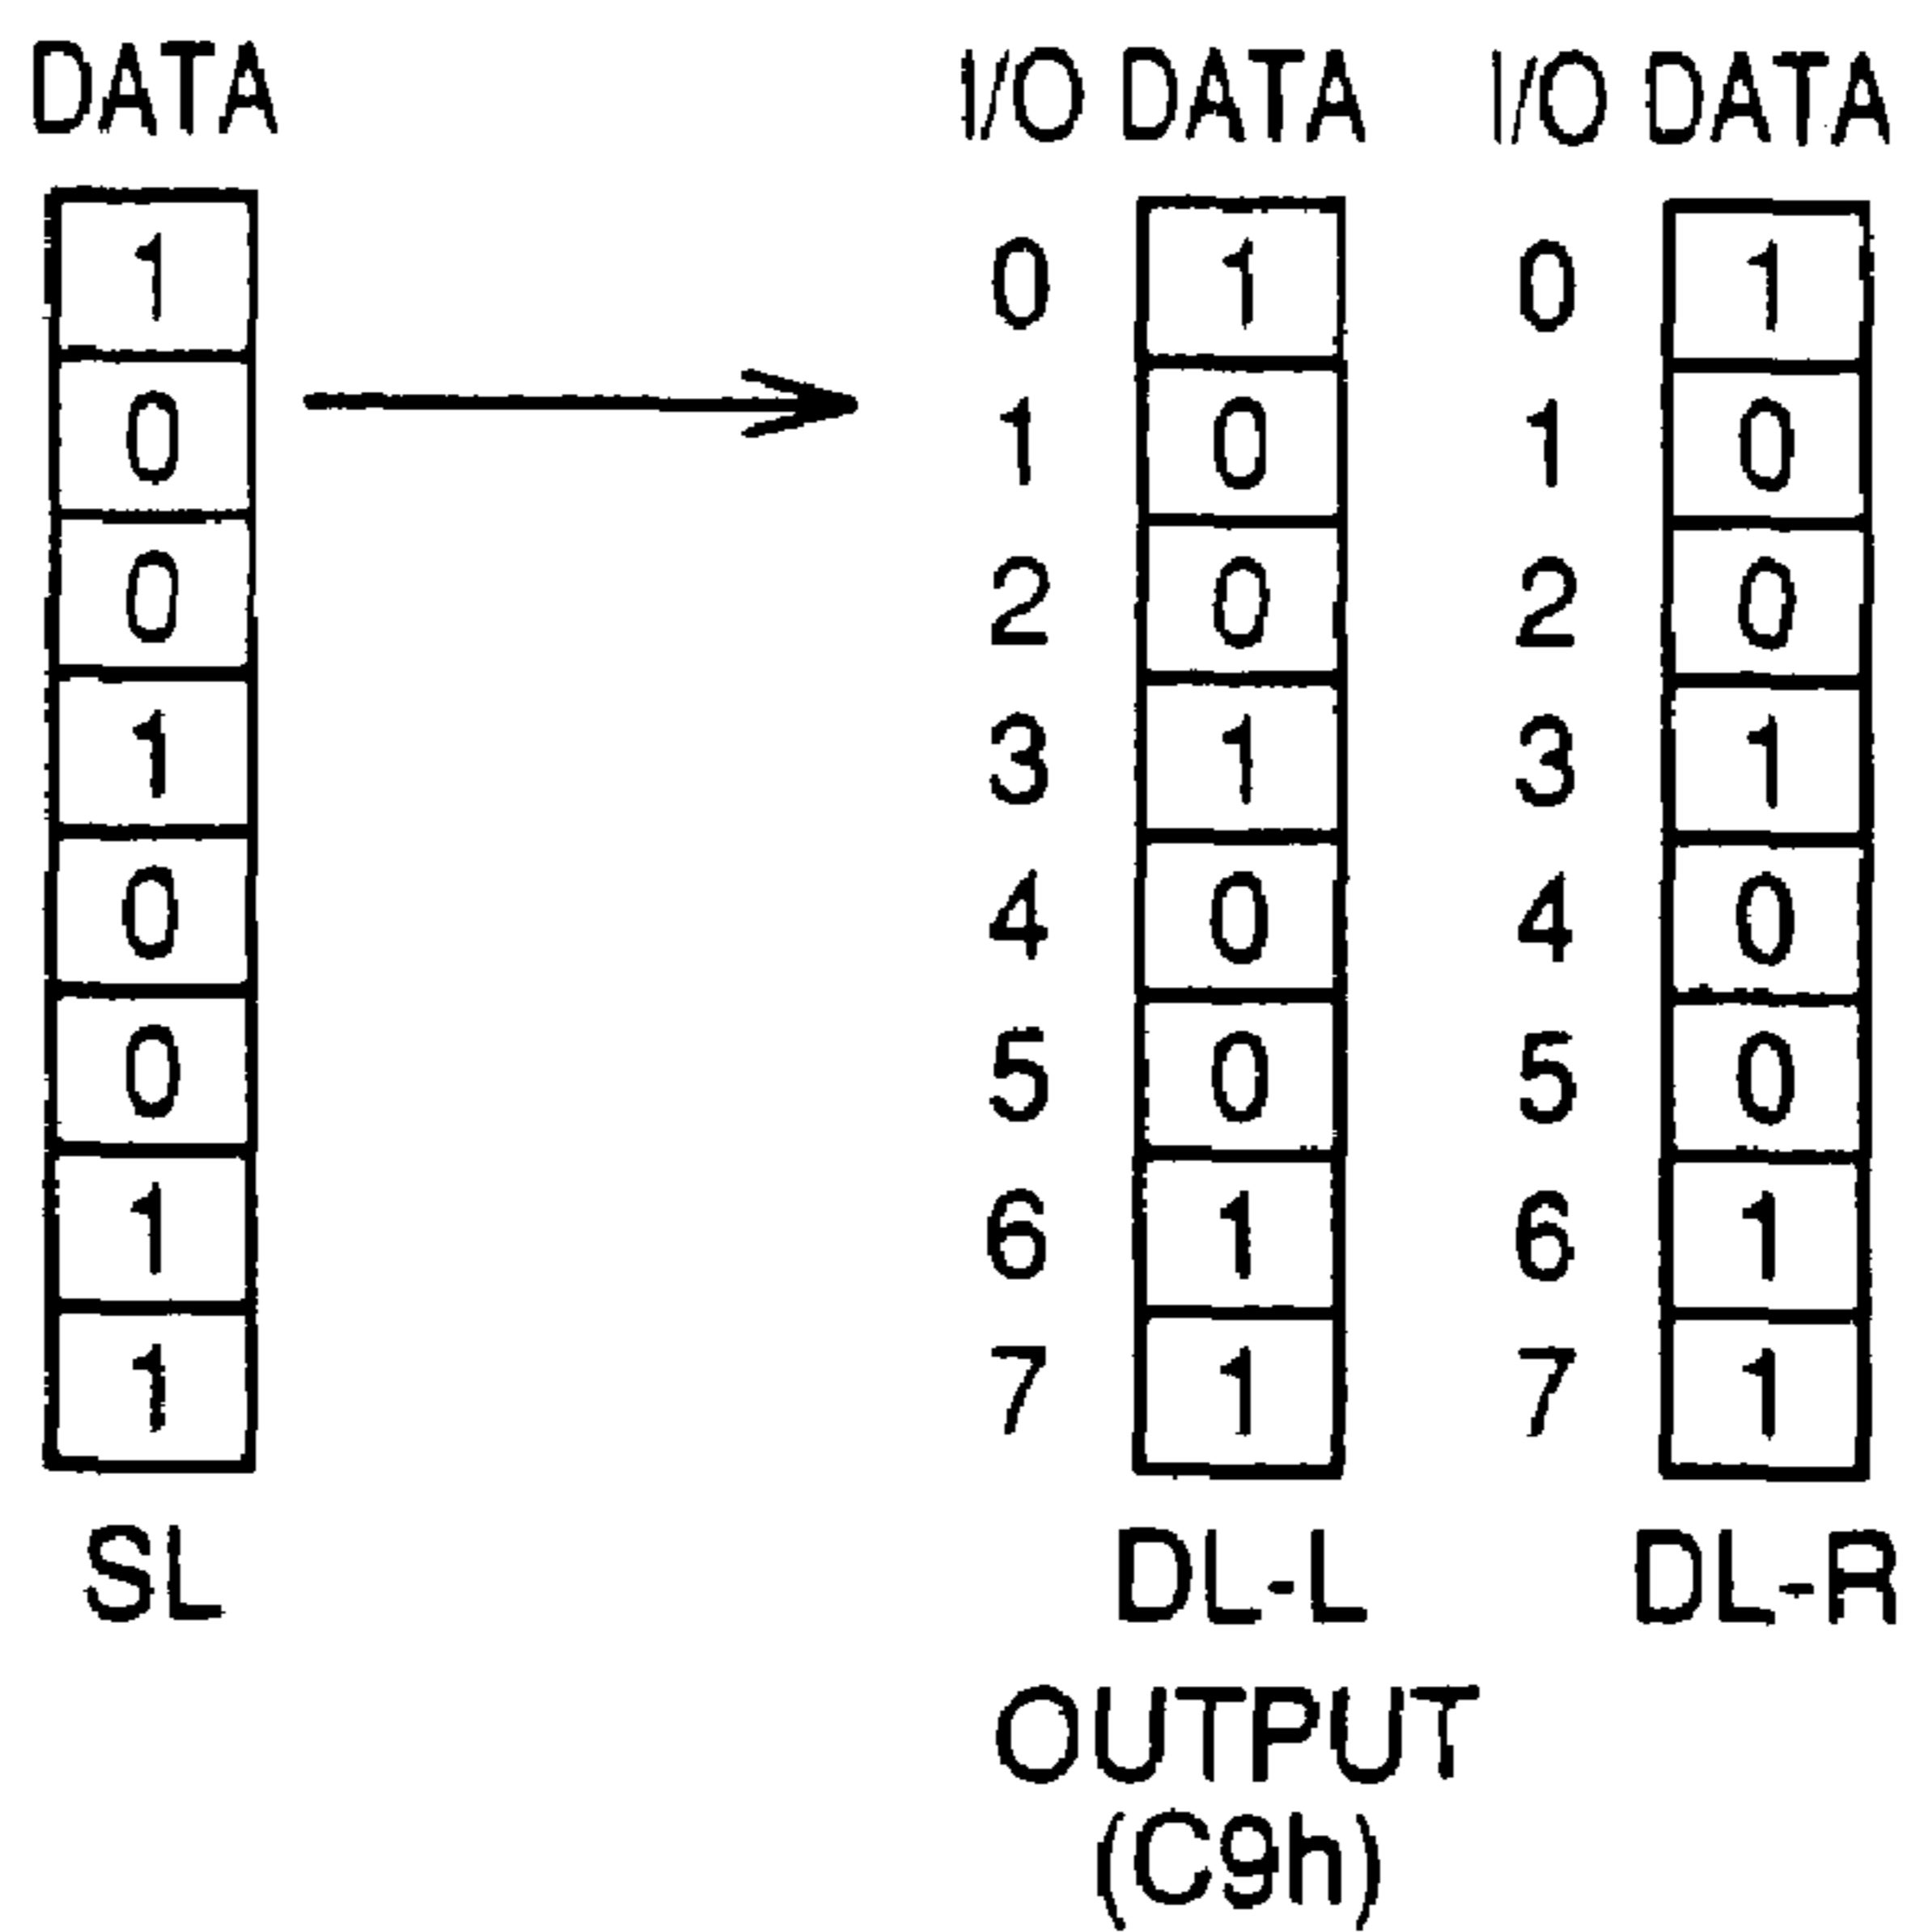 DATA I/O DATA I/O DATA
1 0 1 0 1
0 1 0 1 0
0 2 0 2 0
1 3 1 3 1
0 4 0 4 0
0 5 0 5 0
1 6 1 6 1
1 7 1 7 1
SL DL-L DL-R
OUTPUT
(C9h)